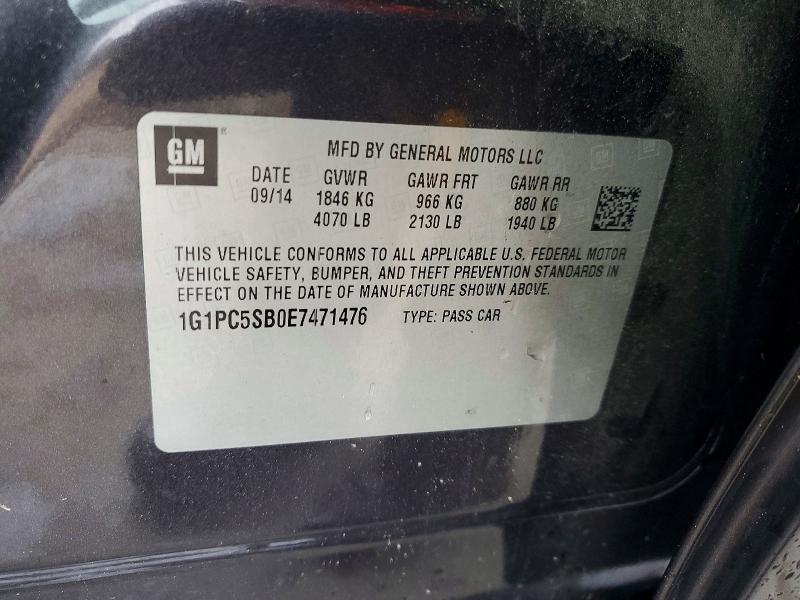 GM
MFD BY GENERAL MOTORS LLC
DATE GVWR GAWR FRT GAWR RR
09/14 1846 KG 966 KG 880 KG
4070 LB 2130 LB 1940 LB
THIS VEHICLE CONFORMS TO ALL APPLICABLE U.S. FEDERAL MOTOR
VEHICLE SAFETY, BUMPER, AND THEFT PREVENTION STANDARDS IN
EFFECT ON THE DATE OF MANUFACTURE SHOWN ABOVE.
1G1PC5SB0E7471476 TYPE: PASS CAR